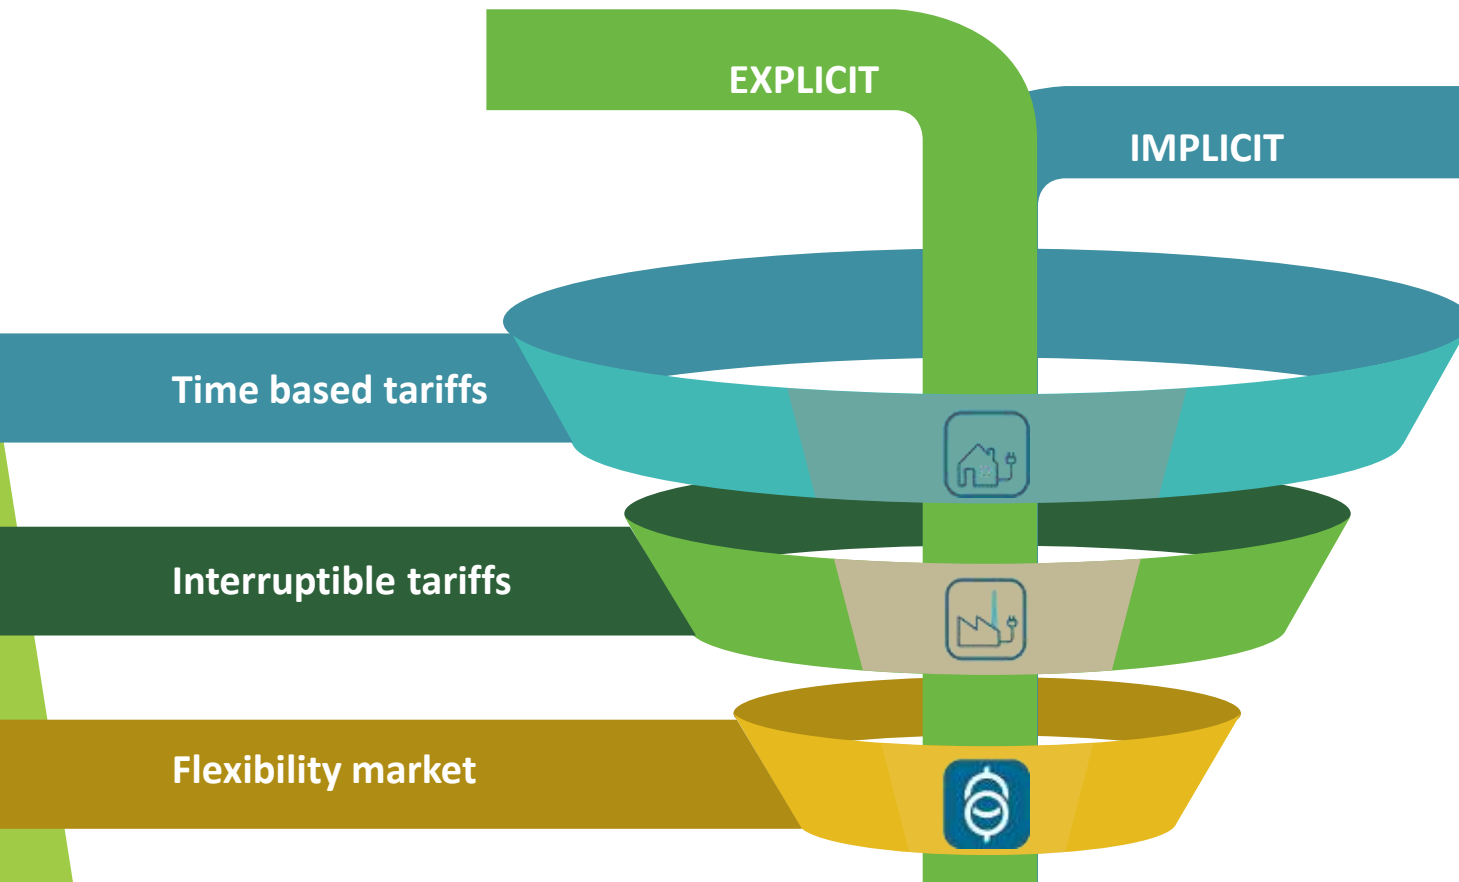 EXPLICIT
IMPLICIT
Time based tariffs
Interruptible tariffs
Flexibility market